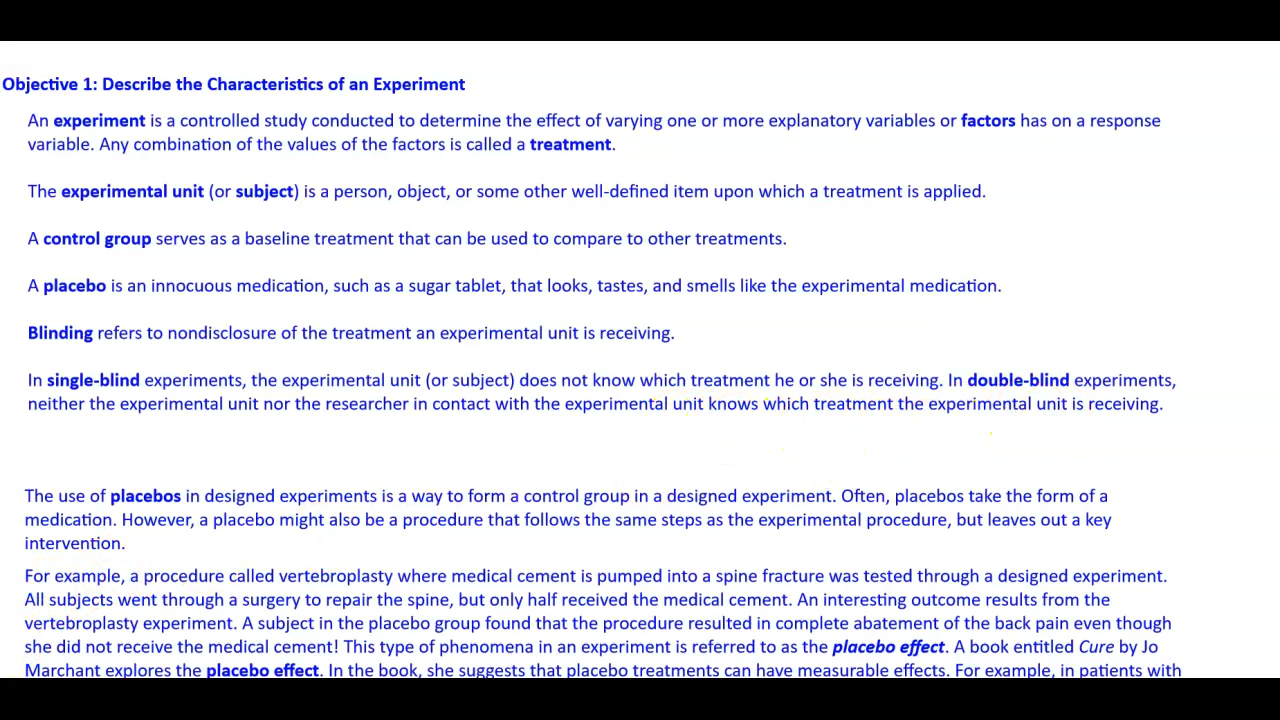 Objective 1: Describe the Characteristics of an Experiment
An experiment is a controlled study conducted to determine the effect of varying one or more explanatory variables or factors has on a response
variable. Any combination of the values of the factors is called a treatment.
The experimental unit (or subject) is a person, object, or some other well-defined item upon which a treatment is applied.
A control group serves as a baseline treatment that can be used to compare to other treatments.
A placebo is an innocuous medication, such as a sugar tablet, that looks, tastes, and smells like the experimental medication.
Blinding refers to nondisclosure of the treatment an experimental unit is receiving.
In single-blind experiments, the experimental unit (or subject) does not know which treatment he or she is receiving. In double-blind experiments,
neither the experimental unit nor the researcher in contact with the experimental unit knows which treatment the experimental unit is receiving.
The use of placebos in designed experiments is a way to form a control group in a designed experiment. Often, placebos take the form of a
medication. However, a placebo might also be a procedure that follows the same steps as the experimental procedure, but leaves out a key
intervention.
For example, a procedure called vertebroplasty where medical cement is pumped into a spine fracture was tested through a designed experiment.
All subjects went through a surgery to repair the spine, but only half received the medical cement. An interesting outcome results from the
vertebroplasty experiment. A subject in the placebo group found that the procedure resulted in complete abatement of the back pain even though
she did not receive the medical cement! This type of phenomena in an experiment is referred to as the placebo effect. A book entitled Cure by Jo
Marchant explores the placebo effect. In the book, she suggests that placebo treatments can have measurable effects. For example, in patients with